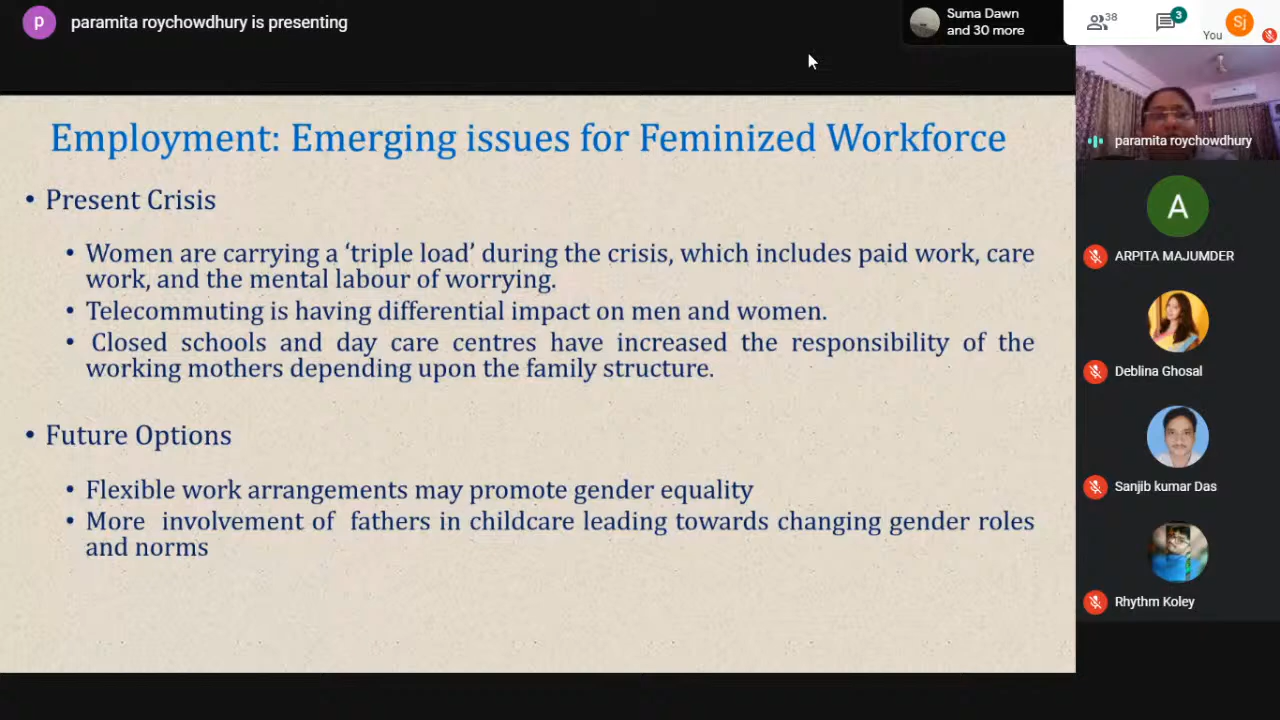 p
paramita roychowdhury is presenting
Suma Dawn
and 30 more
38
3
You
Sj
Employment: Emerging issues for Feminized Workforce
• Present Crisis
• Women are carrying a ‘triple load’ during the crisis, which includes paid work, care
work, and the mental labour of worrying.
• Telecommuting is having differential impact on men and women.
• Closed schools and day care centres have increased the responsibility of the
working mothers depending upon the family structure.
• Future Options
• Flexible work arrangements may promote gender equality
• More involvement of fathers in childcare leading towards changing gender roles
and norms
paramita roychowdhury
A
ARPITA MAJUMDER
Deblina Ghosal
Sanjib kumar Das
Rhythm Koley